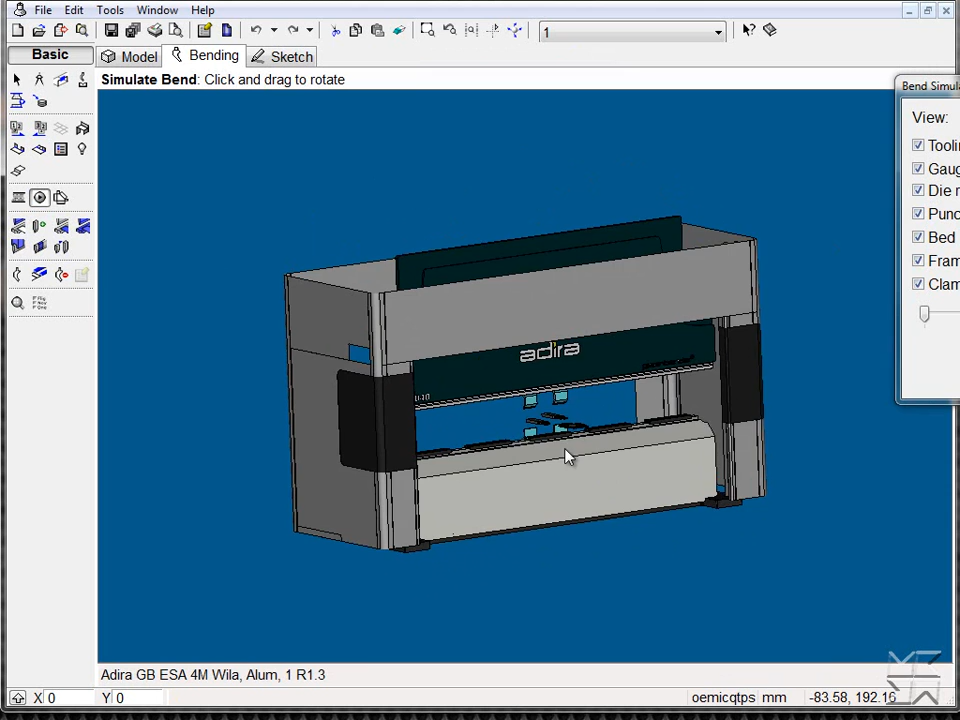 File Edit Tools Window Help
1
Basic Model Bending Sketch
Simulate Bend: Click and drag to rotate
Bend Simul
View:
Toolin
Gaug
Die r
Punc
Bed
Fram
Clam
adira
Adira GB ESA 4M Wila, Alum, 1 R1.3
X 0 Y 0 oemicqtps mm -83.58, 192.16